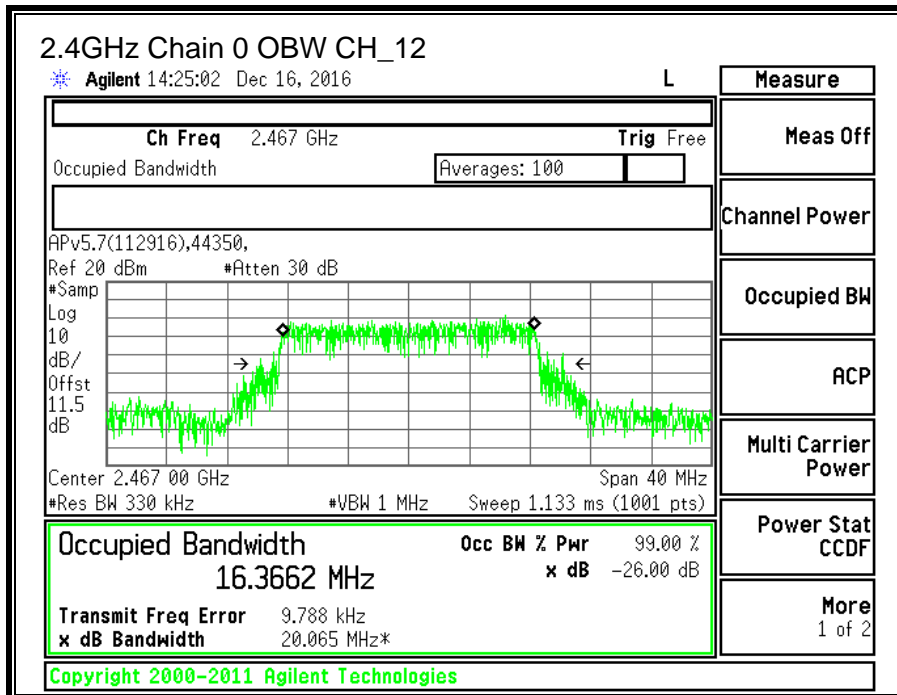 2.4GHz Chain 0 OBW CH_12
Agilent 14:25:02 Dec 16, 2016 L
Measure
Ch Freq 2.467 GHz Trig Free
Occupied Bandwidth Averages: 100
APv5.7(112916),44350,
Ref 20 dBm #Atten 30 dB
#Samp
Log
10
dB/
Offst
11.5
dB
Center 2.467 00 GHz Span 40 MHz
#Res BW 330 kHz #VBW 1 MHz Sweep 1.133 ms (1001 pts)
Occupied Bandwidth Occ BW % Pwr 99.00 %
16.3662 MHz x dB -26.00 dB
Transmit Freq Error 9.788 kHz
x dB Bandwidth 20.065 MHz*
Copyright 2000-2011 Agilent Technologies
Meas Off
Channel Power
Occupied BW
ACP
Multi Carrier
Power
Power Stat
CCDF
More
1 of 2